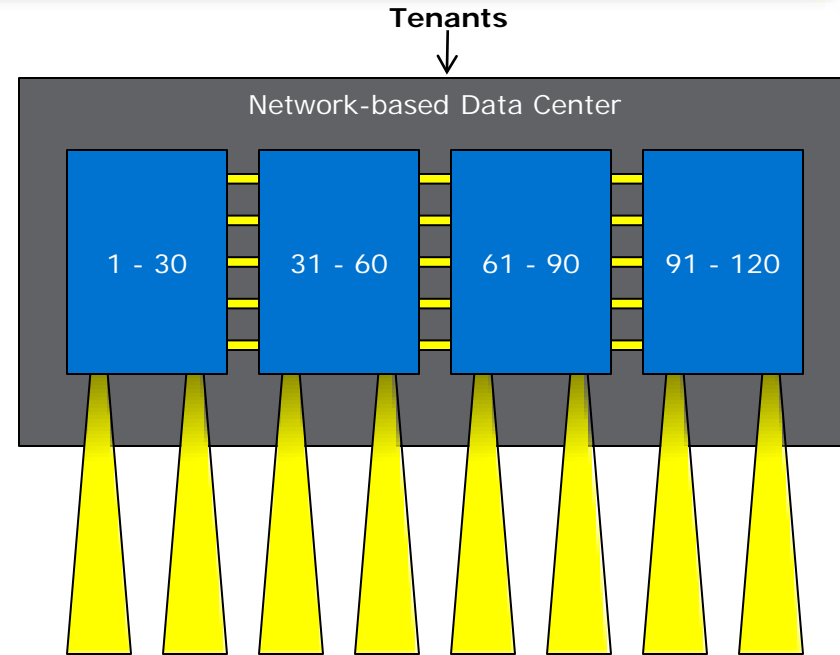 Tenants
Network-based Data Center
1 - 30
31 - 60
61 - 90
91 - 120